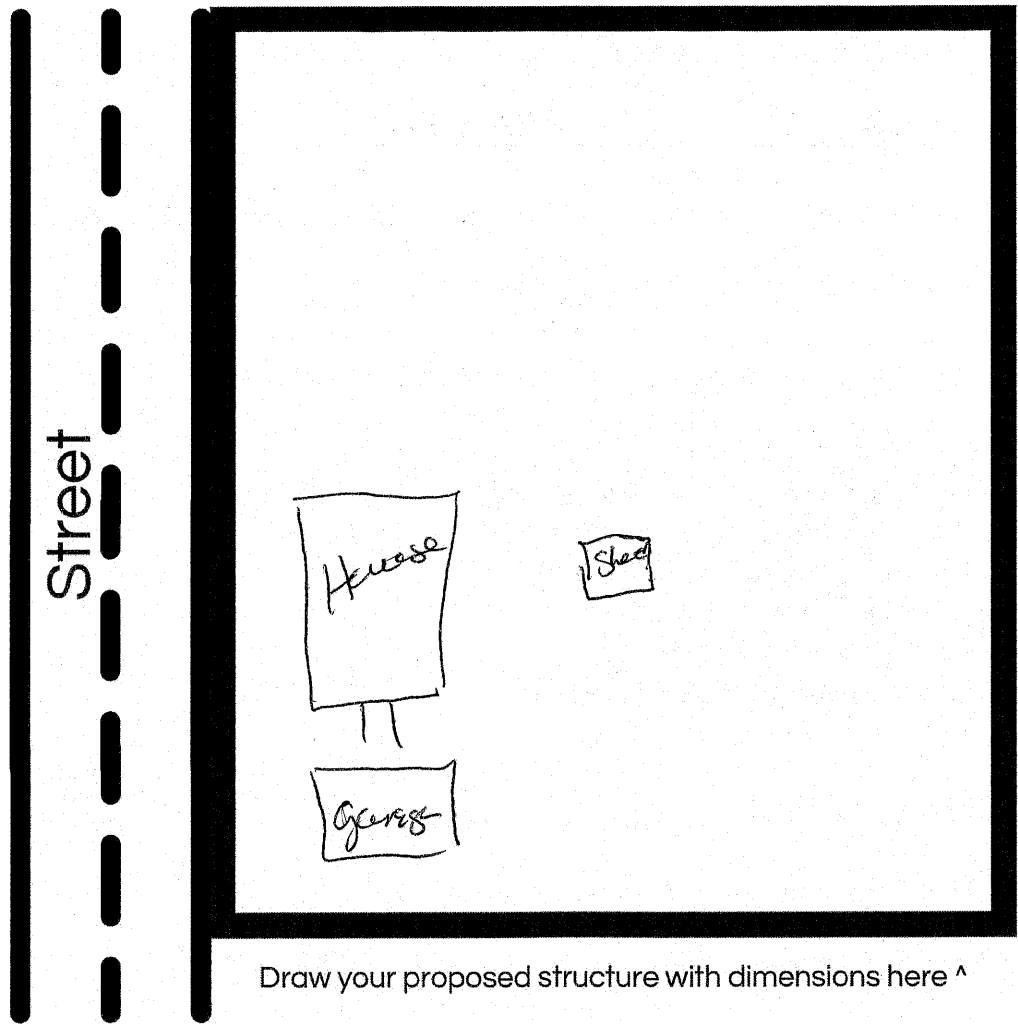 Street
House
Shed
Garage
Draw your proposed structure with dimensions here ^